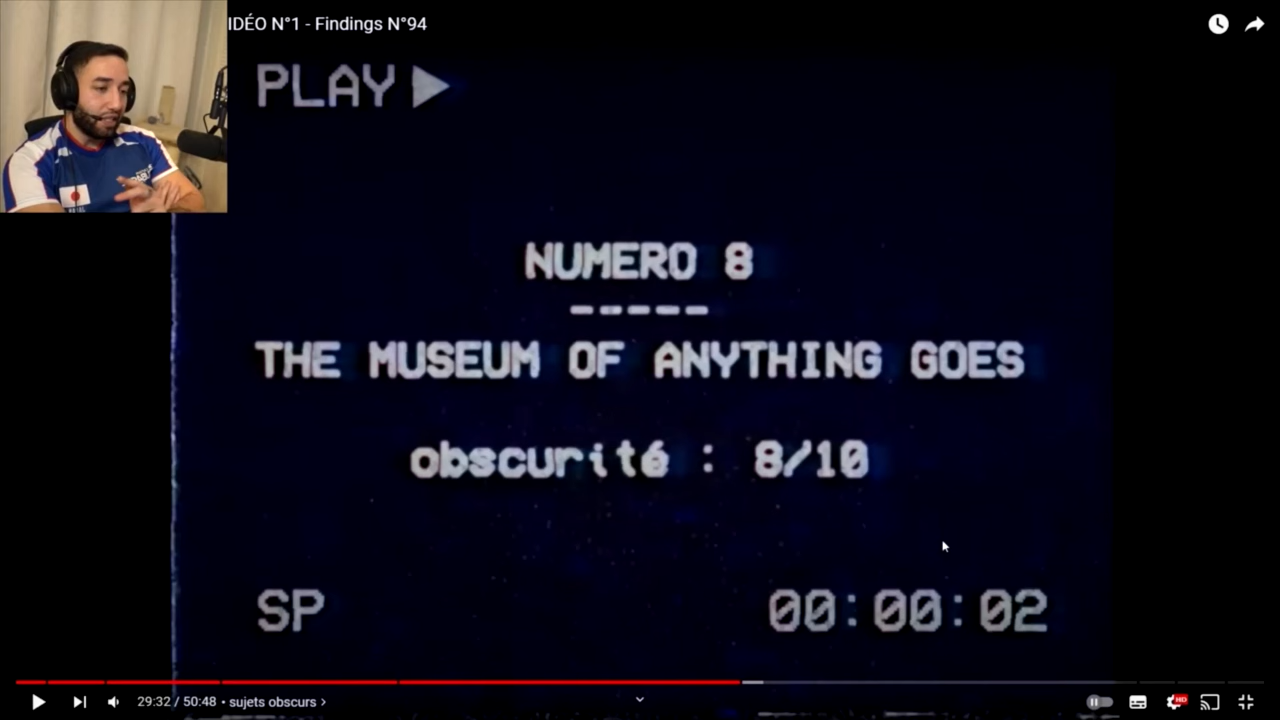 IDÉO N°1 - Findings N°94
PLAY
NUMERO 8
-----
THE MUSEUM OF ANYTHING GOES
obscurité : 8/10
SP
00:00:02
29:32 / 50:48 • sujets obscurs
HD